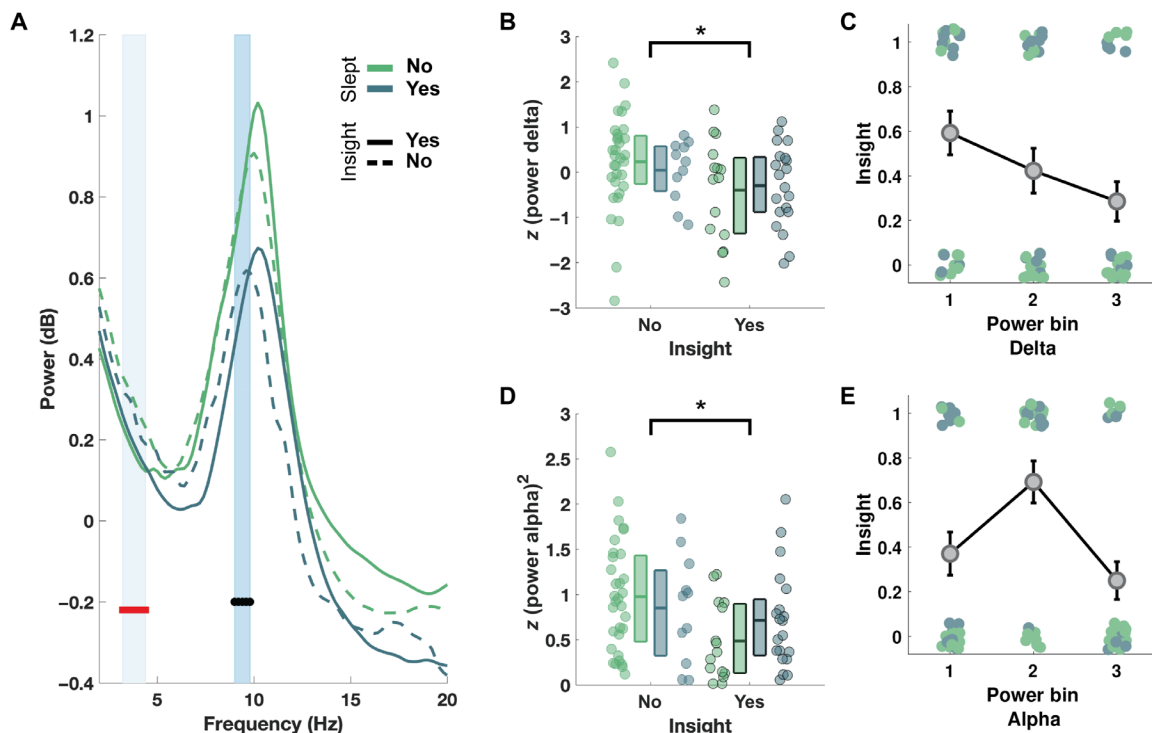 A
Power (dB)
1.2
1
0.8
0.6
0.4
0.2
0
−0.2
−0.4
5
10
15
20
Frequency (Hz)
Slept
No
Yes
Insight
Yes
No
B
z (power delta)
3
2
1
0
−1
−2
−3
*
No
Yes
Insight
C
Insight
1
0.8
0.6
0.4
0.2
0
1
2
3
Power bin
Delta
D
z (power alpha)2
3
2.5
2
1.5
1
0.5
0
*
No
Yes
Insight
E
Insight
1
0.8
0.6
0.4
0.2
0
1
2
3
Power bin
Alpha